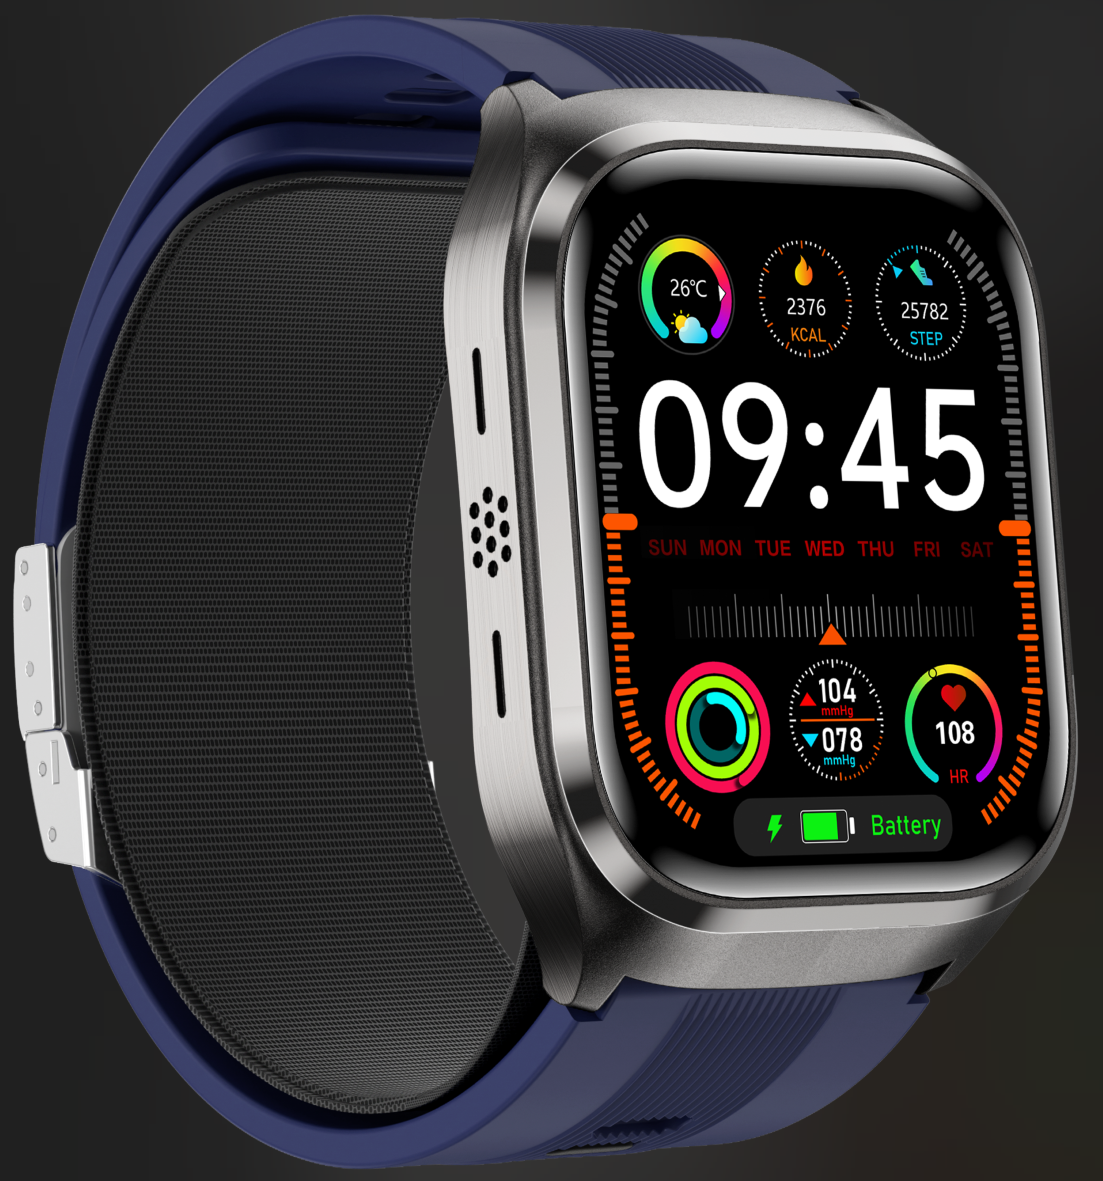 26°C
2376
KCAL
25782
STEP
09:45
SUN MON TUE WED THU FRI SAT
104
mmHg
078
mmHg
108
HR
Battery